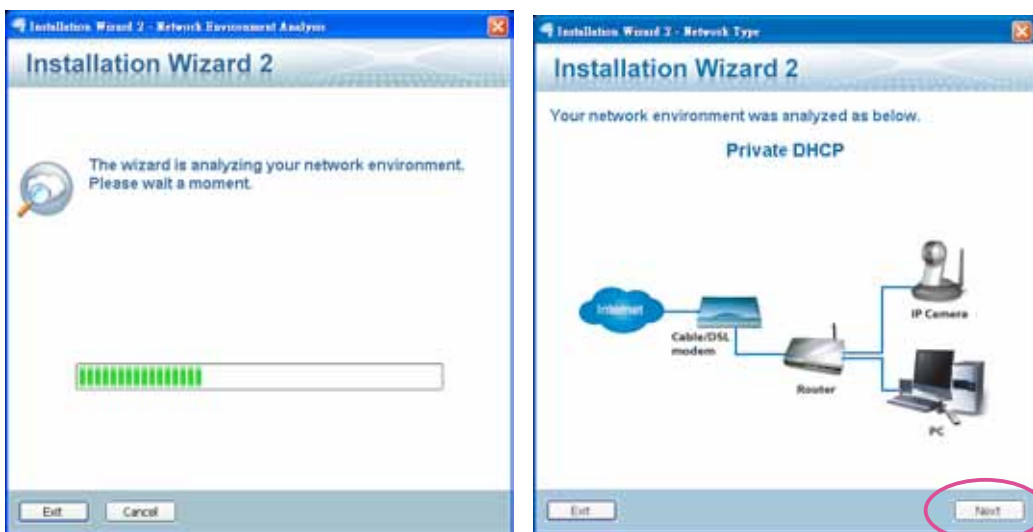 Installation Wizard 2 - Network Environment Analysis
Installation Wizard 2
The wizard is analyzing your network environment.
Please wait a moment.
Exit
Cancel
Installation Wizard 2 - Network Type
Installation Wizard 2
Your network environment was analyzed as below.
Private DHCP
Internet
Cable/DSL
modem
Router
IP Camera
PC
Exit
Next